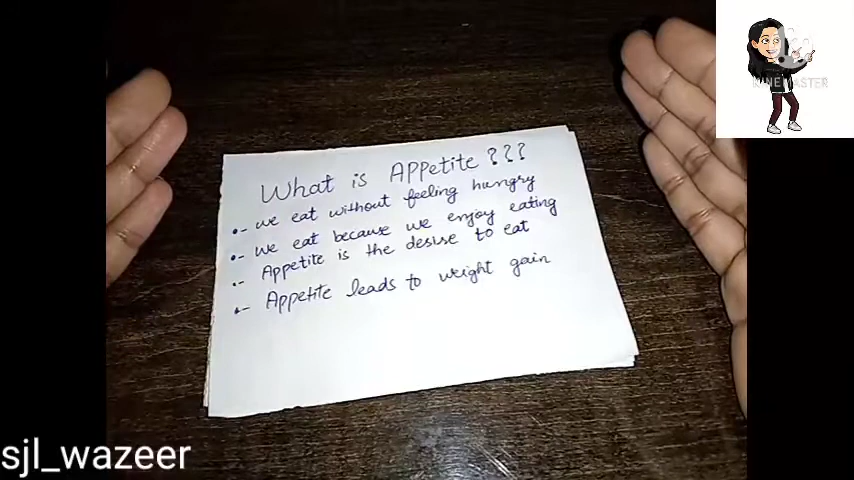 What is Appetite ???
•- we eat without feeling hungry
•- we eat because we enjoy eating
•- Appetite is the desire to eat
•- Appetite leads to weight gain
KINEMASTER
sjl_wazeer